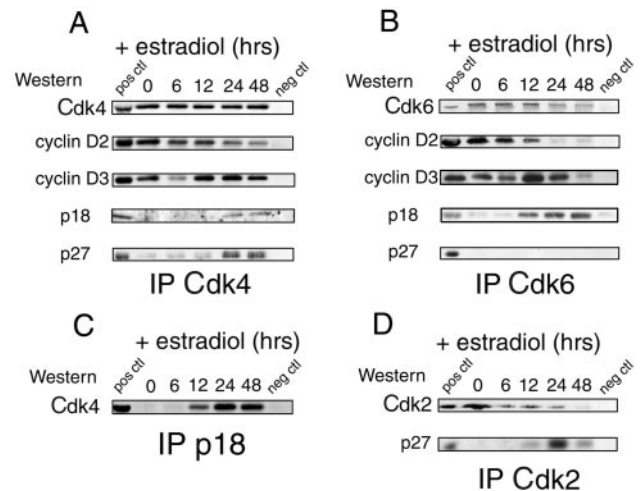 A
+ estradiol (hrs)
Western pos ctl 0 6 12 24 48 neg ctl
Cdk4
cyclin D2
cyclin D3
p18
p27
IP Cdk4
B
+ estradiol (hrs)
Western pos ctl 0 6 12 24 48 neg ctl
Cdk6
cyclin D2
cyclin D3
p18
p27
IP Cdk6
C
+ estradiol (hrs)
Western pos ctl 0 6 12 24 48 neg ctl
Cdk4
IP p18
D
+ estradiol (hrs)
Western pos ctl 0 6 12 24 48 neg ctl
Cdk2
p27
IP Cdk2